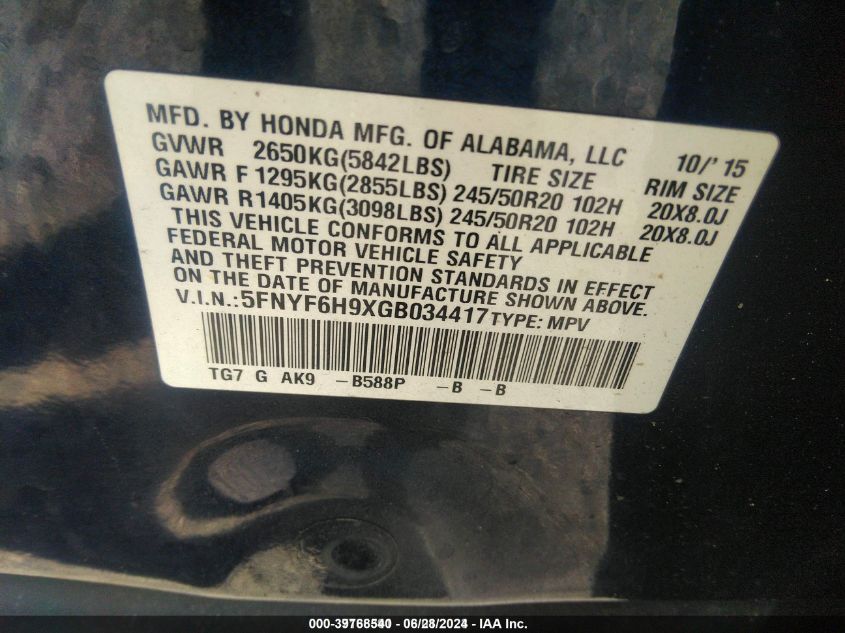 MFD. BY HONDA MFG. OF ALABAMA, LLC 10/'15
GVWR 2650KG(5842LBS) TIRE SIZE RIM SIZE
GAWR F 1295KG(2855LBS) 245/50R20 102H 20X8.0J
GAWR R1405KG(3098LBS) 245/50R20 102H 20X8.0J
THIS VEHICLE CONFORMS TO ALL APPLICABLE
FEDERAL MOTOR VEHICLE SAFETY
AND THEFT PREVENTION STANDARDS IN EFFECT
ON THE DATE OF MANUFACTURE SHOWN ABOVE.
V.I.N.:5FNYF6H9XGB034417 TYPE: MPV
TG7 G AK9 -B588P -B -B
000-39768540 06/28/2024 - IAA Inc.